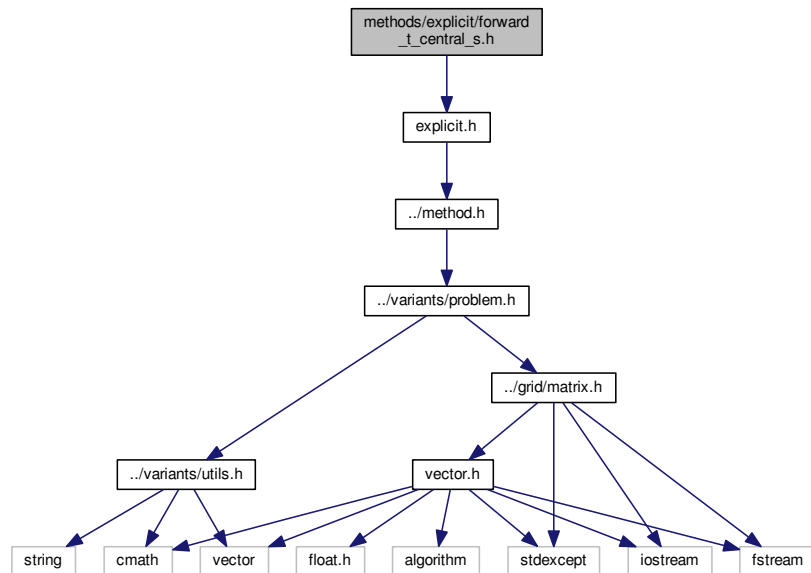 methods/explicit/forward
_t_central_s.h
explicit.h
../method.h
../variants/problem.h
../grid/matrix.h
../variants/utils.h
vector.h
string
cmath
vector
float.h
algorithm
stdexcept
iostream
fstream